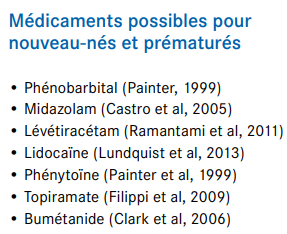 Médicaments possibles pour
nouveau-nés et prématurés
• Phénobarbital (Painter, 1999)
• Midazolam (Castro et al, 2005)
• Lévétiracétam (Ramantami et al, 2011)
• Lidocaïne (Lundquist et al, 2013)
• Phénytoïne (Painter et al, 1999)
• Topiramate (Filippi et al, 2009)
• Bumétanide (Clark et al, 2006)